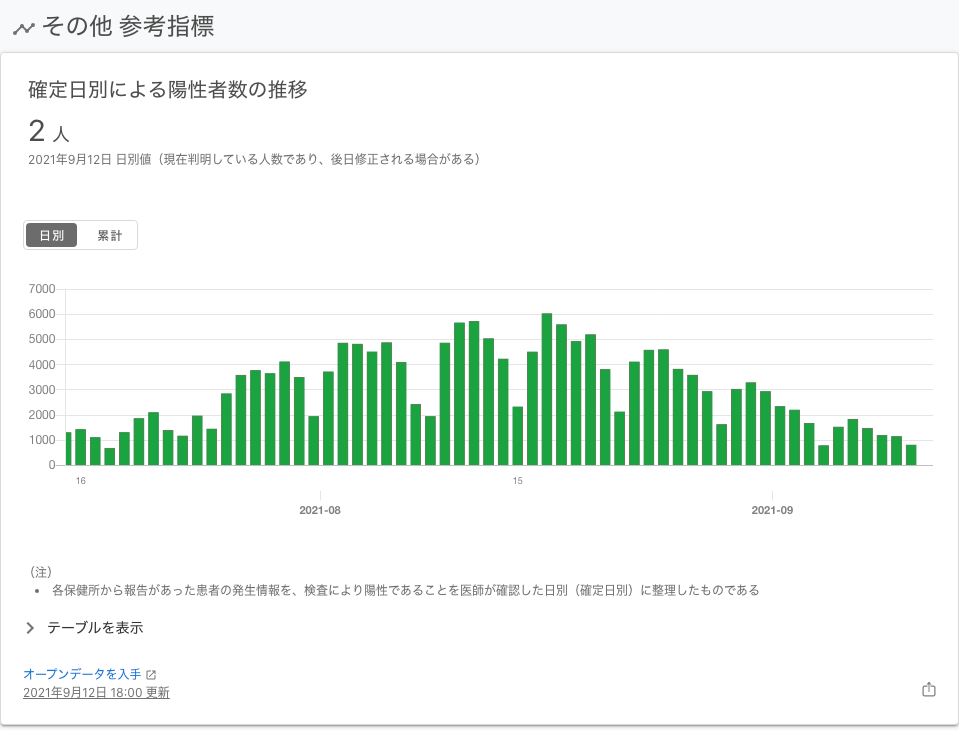 その他 参考指標
確定日別による陽性者数の推移
2 人
2021年9月12日 日別値（現在判明している人数であり、後日修正される場合がある）
日別 累計
7000
6000
5000
4000
3000
2000
1000
0
16 15
2021-08 2021-09
（注）
• 各保健所から報告があった患者の発生情報を、検査により陽性であることを医師が確認した日別（確定日別）に整理したものである
テーブルを表示
オープンデータを入手
2021年9月12日 18:00 更新